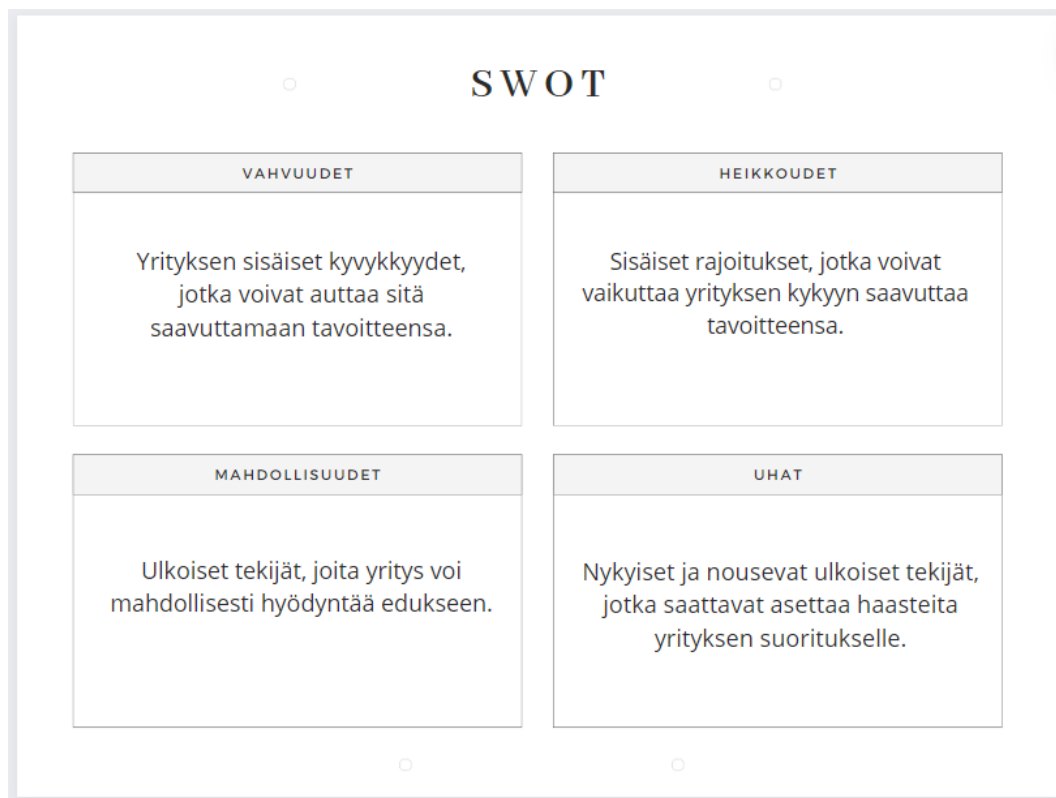 SWOT
VAHVUUDET
Yrityksen sisäiset kyvykkyydet,
jotka voivat auttaa sitä
saavuttamaan tavoitteensa.
HEIKKOUDET
Sisäiset rajoitukset, jotka voivat
vaikuttaa yrityksen kykyyn saavuttaa
tavoitteensa.
MAHDOLLISUUDET
Ulkoiset tekijät, joita yritys voi
mahdollisesti hyödyntää edukseen.
UHAT
Nykyiset ja nousevat ulkoiset tekijät,
jotka saattavat asettaa haasteita
yrityksen suoritukselle.